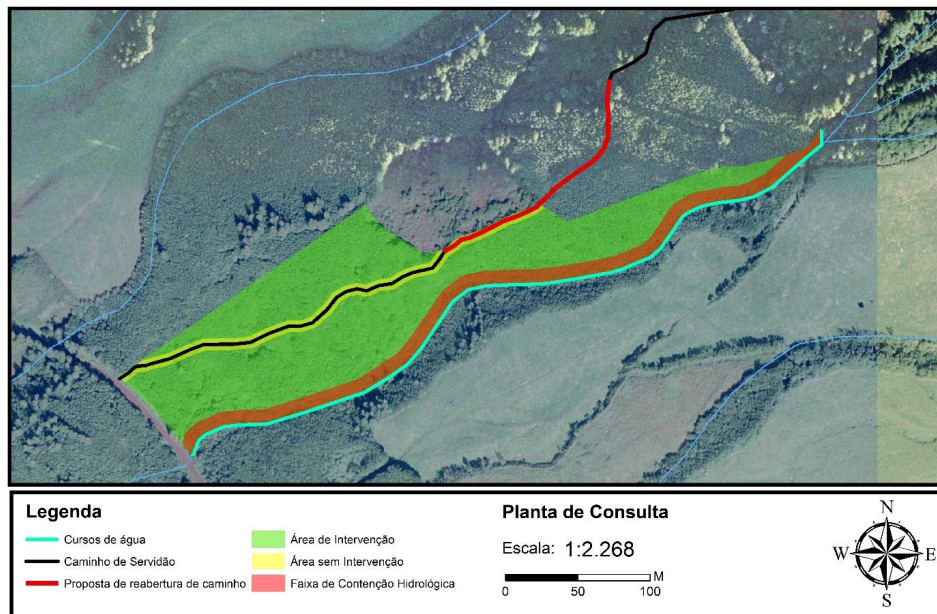 Legenda
Cursos de água
Caminho de Servidão
Proposta de reabertura de caminho
Área de Intervenção
Área sem Intervenção
Faixa de Contenção Hidrológica
Planta de Consulta
Escala: 1:2.268
M
0 50 100
N
W E
S